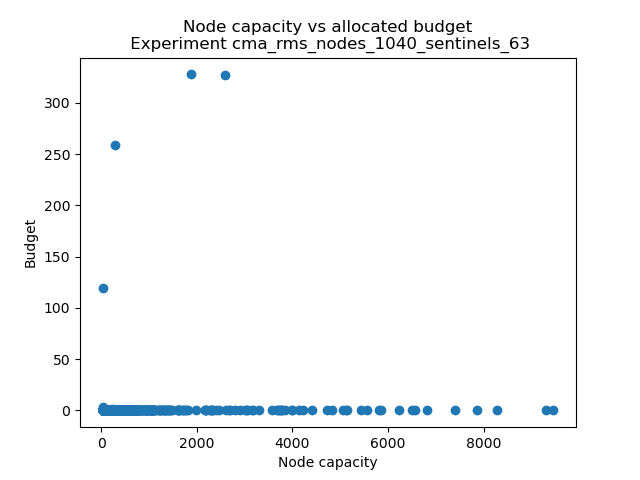 Node capacity vs allocated budget
Experiment cma_rms_nodes_1040_sentinels_63
300
250
200
150
100
50
0
Budget
0 2000 4000 6000 8000
Node capacity